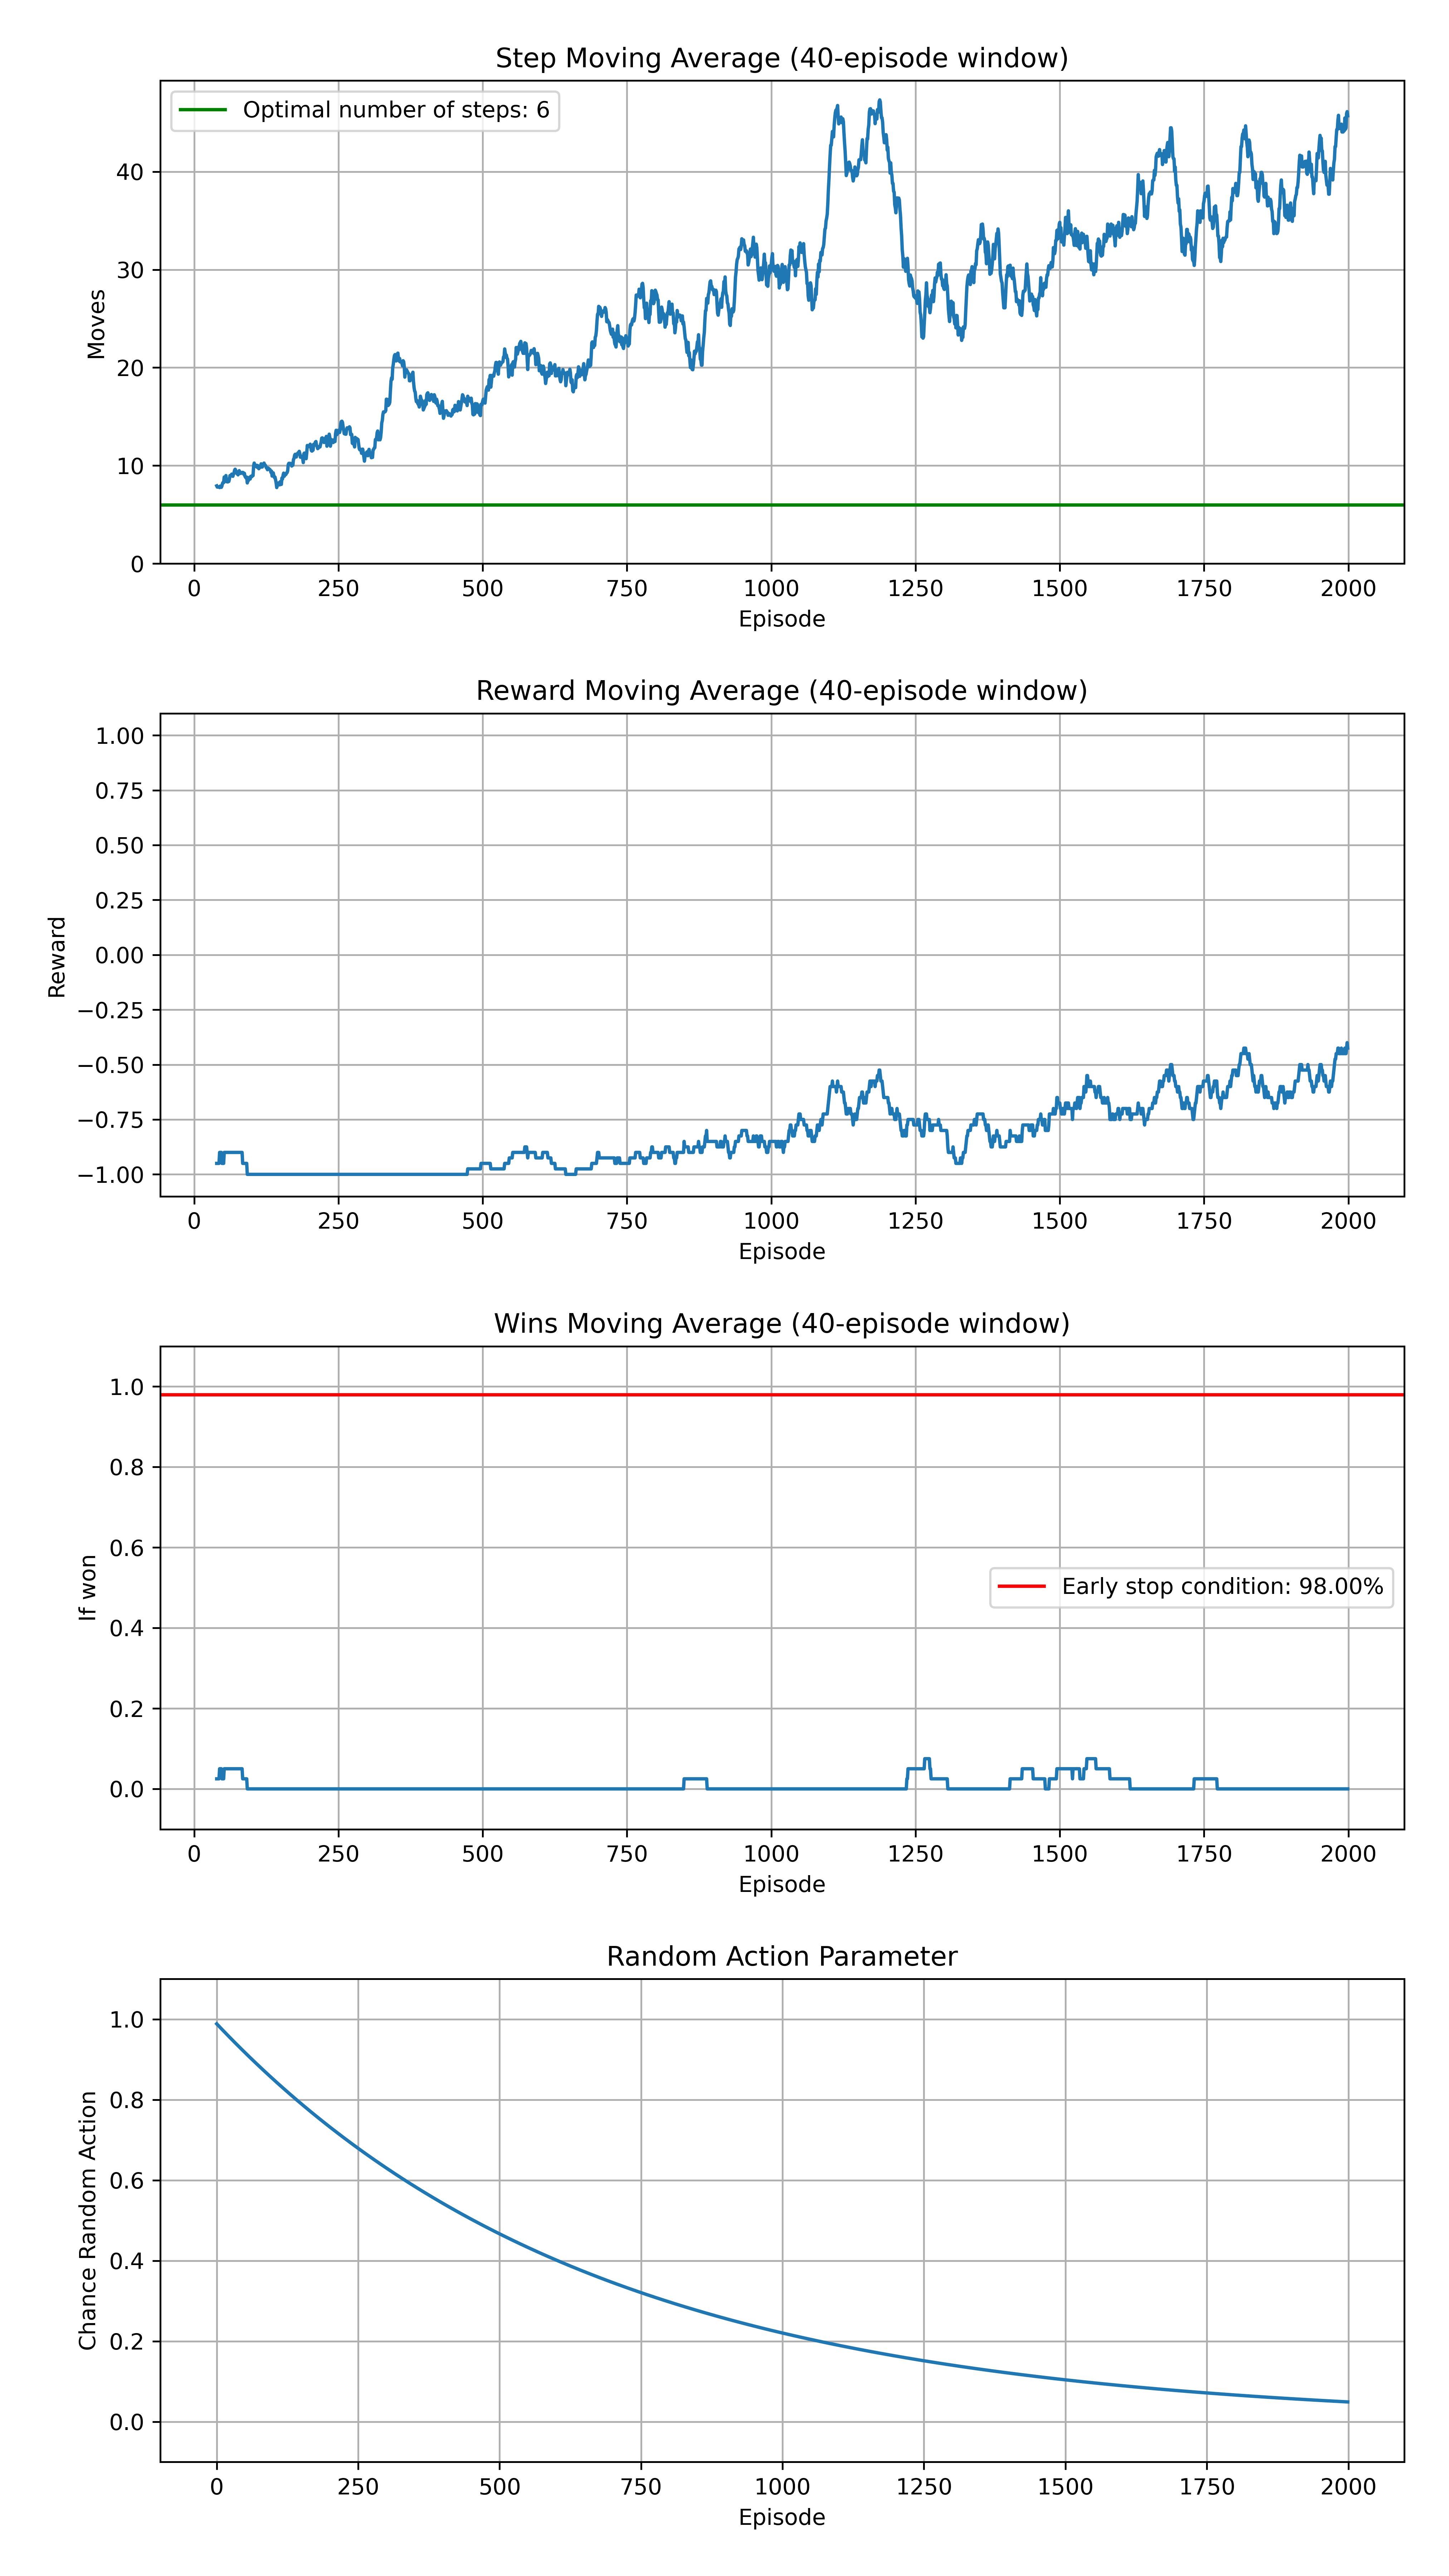 Step Moving Average (40-episode window)
Optimal number of steps: 6
Moves
40
30
20
10
0
0 250 500 750 1000 1250 1500 1750 2000
Episode
Reward Moving Average (40-episode window)
Reward
1.00
0.75
0.50
0.25
0.00
−0.25
−0.50
−0.75
−1.00
0 250 500 750 1000 1250 1500 1750 2000
Episode
Wins Moving Average (40-episode window)
If won
1.0
0.8
0.6
0.4
0.2
0.0
Early stop condition: 98.00%
0 250 500 750 1000 1250 1500 1750 2000
Episode
Random Action Parameter
Chance Random Action
1.0
0.8
0.6
0.4
0.2
0.0
0 250 500 750 1000 1250 1500 1750 2000
Episode